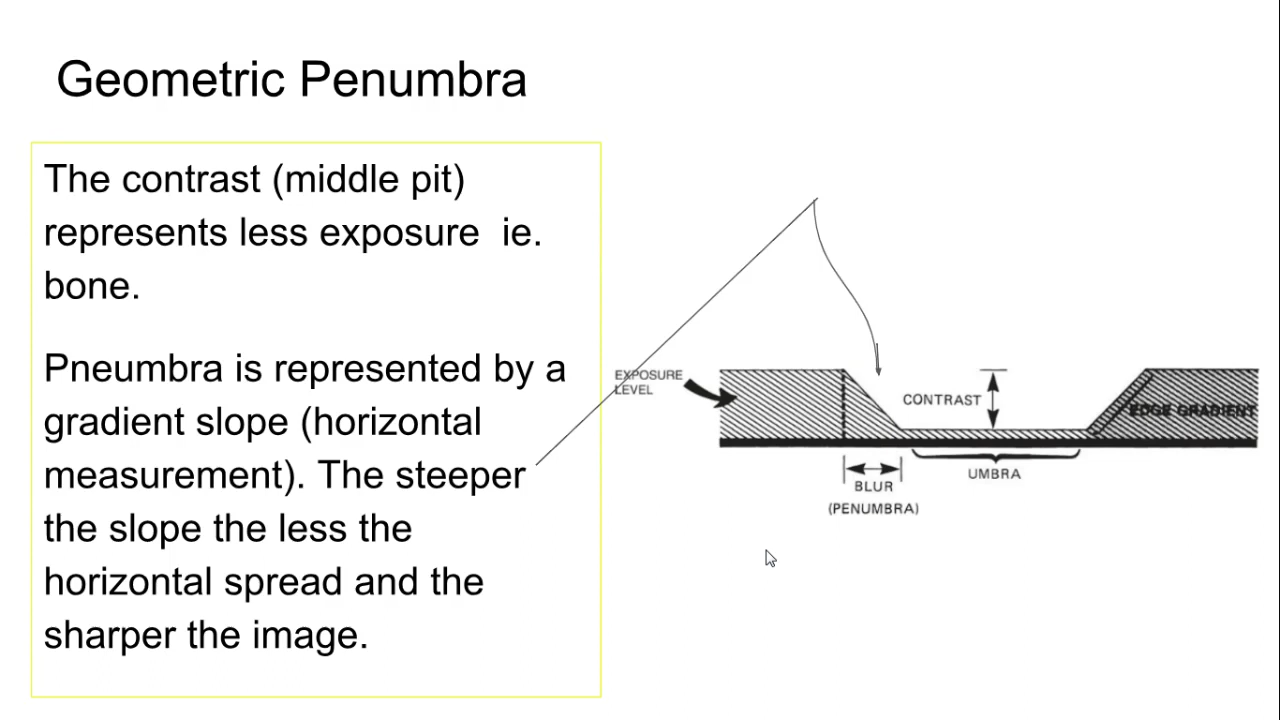 Geometric Penumbra
The contrast (middle pit)
represents less exposure  ie.
bone.
Pneumbra is represented by a
gradient slope (horizontal
measurement). The steeper
the slope the less the
horizontal spread and the
sharper the image.
EXPOSURE
LEVEL
CONTRAST
EDGE GRADIENT
UMBRA
BLUR
(PENUMBRA)